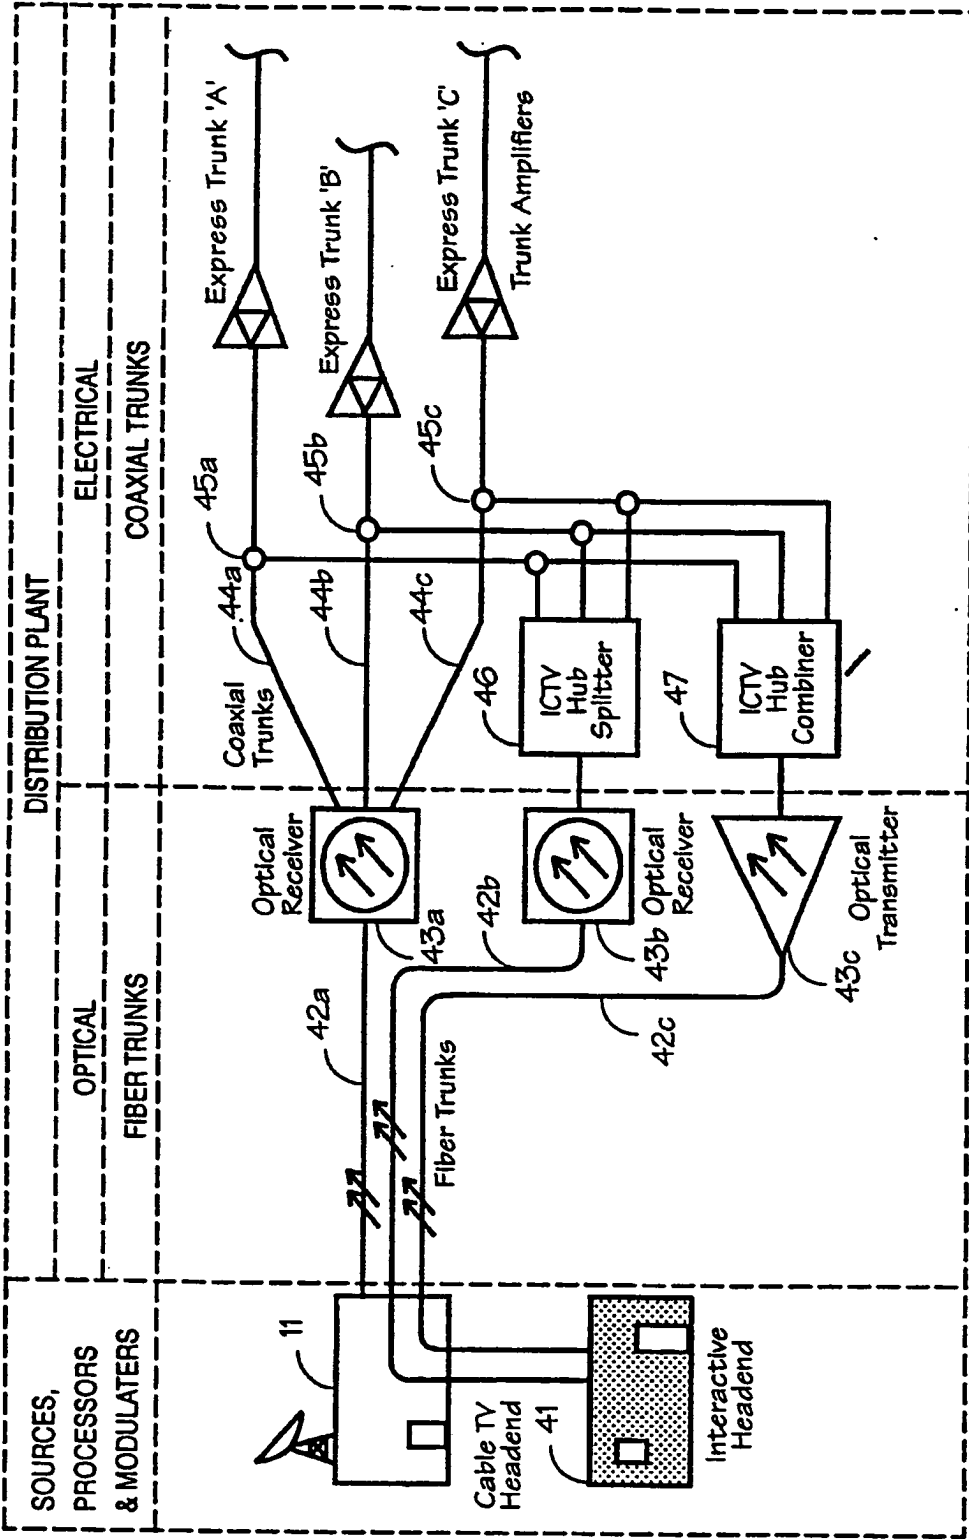 DISTRIBUTION PLANT
SOURCES,
PROCESSORS
& MODULATERS
OPTICAL
ELECTRICAL
FIBER TRUNKS
COAXIAL TRUNKS
11
Cable TV
Headend
41
Interactive
Headend
42a
Fiber Trunks
42b
42c
Optical
Receiver
43a
Optical
Receiver
43b
Optical
Transmitter
43c
Coaxial
Trunks
44a
44b
44c
45a
45b
45c
46
ICTV
Hub
Splitter
47
ICTV
Hub
Combiner
Express Trunk 'A'
Express Trunk 'B'
Express Trunk 'C'
Trunk Amplifiers